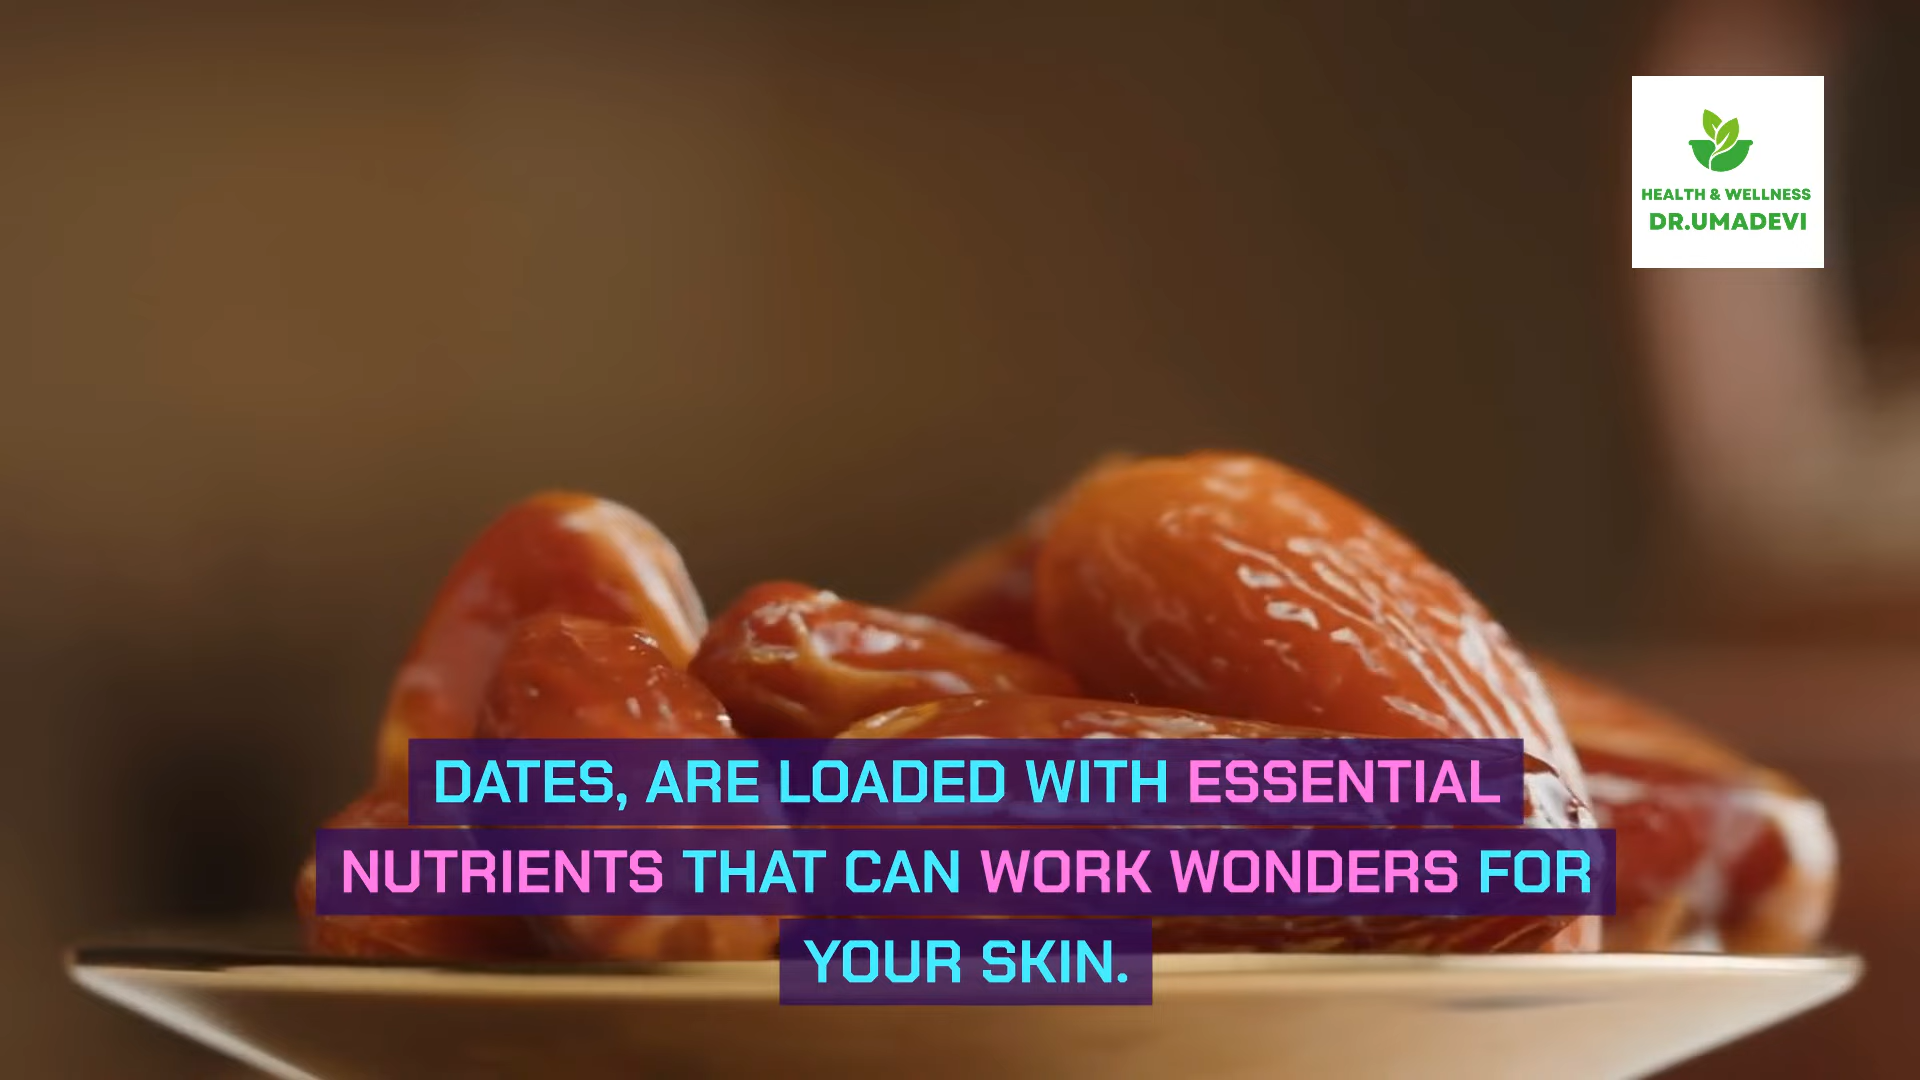 HEALTH & WELLNESS
DR.UMADEVI
DATES, ARE LOADED WITH ESSENTIAL
NUTRIENTS THAT CAN WORK WONDERS FOR
YOUR SKIN.